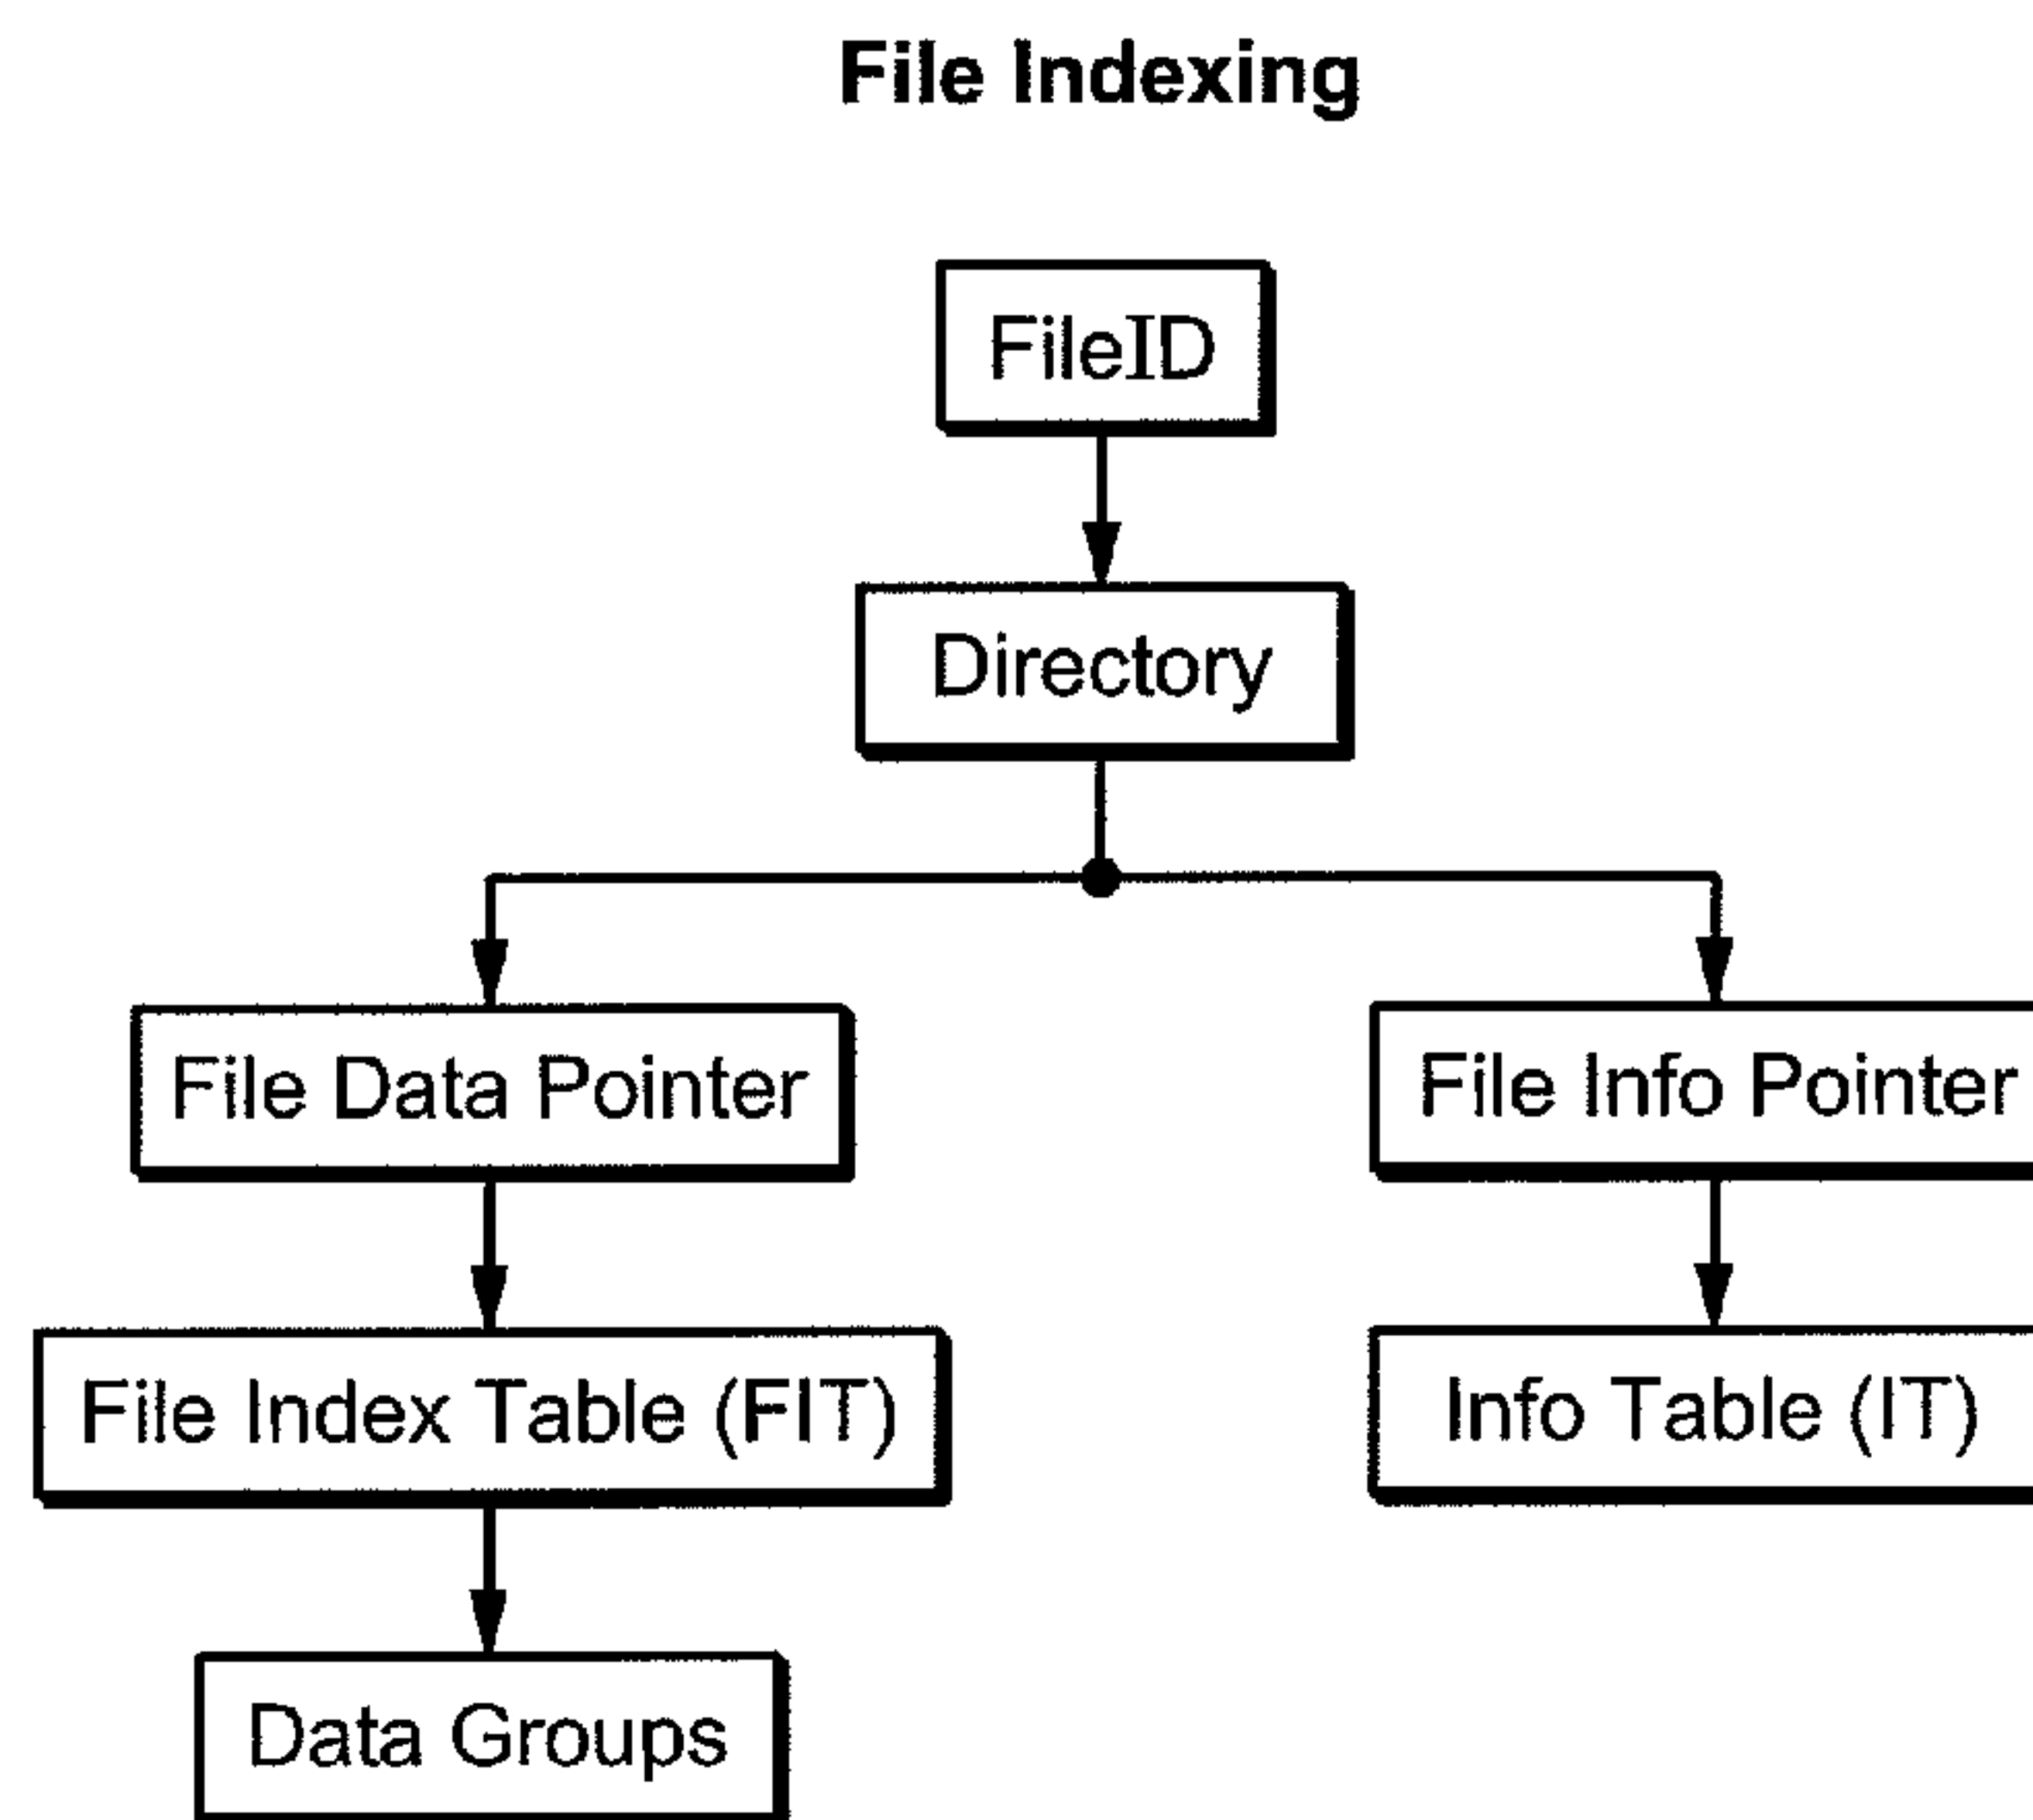 File Indexing
FileID
Directory
File Data Pointer
File Info Pointer
File Index Table (FIT)
Info Table (IT)
Data Groups